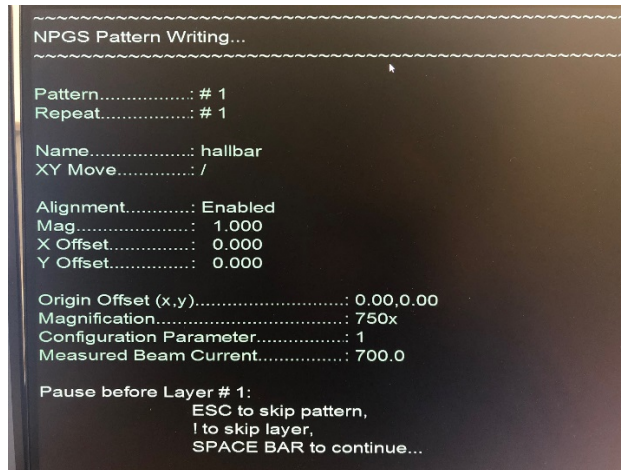 ~~~~~~~~~~~~~~~~~~~~~~~~~~~~~~~~~~~~~~~~~~~~~~~~
NPGS Pattern Writing...
~~~~~~~~~~~~~~~~~~~~~~~~~~~~~~~~~~~~~~~~~~~~~~~~
Pattern.................: # 1
Repeat.................: # 1
Name...................: hallbar
XY Move..............: /
Alignment...........: Enabled
Mag.....................: 1.000
X Offset...............: 0.000
Y Offset...............: 0.000
Origin Offset (x,y)............................: 0.00,0.00
Magnification...................................: 750x
Configuration Parameter.................: 1
Measured Beam Current................: 700.0
Pause before Layer # 1:
ESC to skip pattern,
! to skip layer,
SPACE BAR to continue...